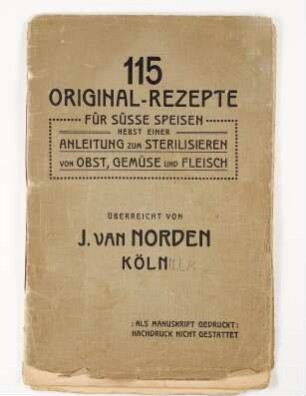 115
ORIGINAL-REZEPTE
FÜR SÜSSE SPEISEN
NEBST EINER
ANLEITUNG ZUM STERILISIEREN
VON OBST, GEMÜSE UND FLEISCH
ÜBERREICHT VON
J. VAN NORDEN
KÖLN
: ALS MANUSKRIPT GEDRUCKT :
NACHDRUCK NICHT GESTATTET